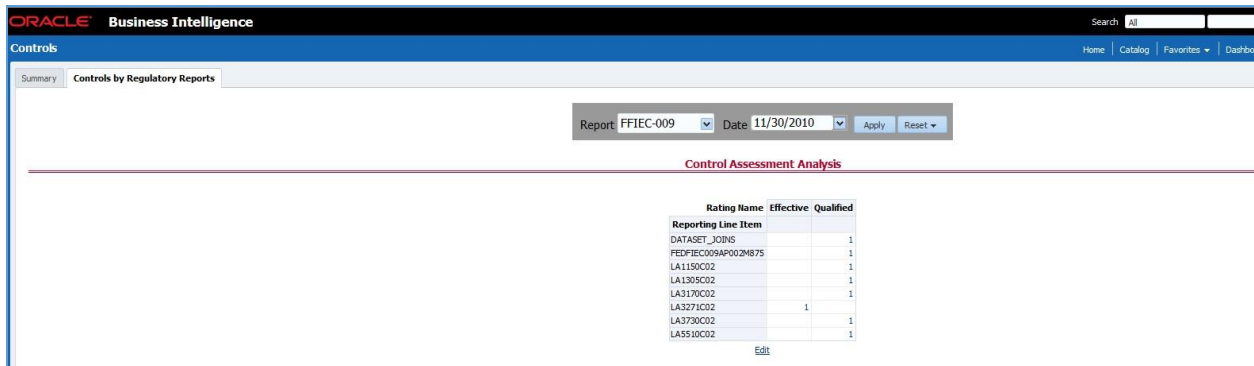 ORACLE Business Intelligence Search All
Controls Home Catalog Favorites Dashbo
Summary Controls by Regulatory Reports
Report FFIEC-009 Date 11/30/2010 Apply Reset
Control Assessment Analysis
Rating Name Effective Qualified
Reporting Line Item
DATASET_JOINS 1
FEDFIEC009AP002M875 1
LA1150C02 1
LA1305C02 1
LA3170C02 1
LA3271C02 1
LA3730C02 1
LA5510C02 1
Edit